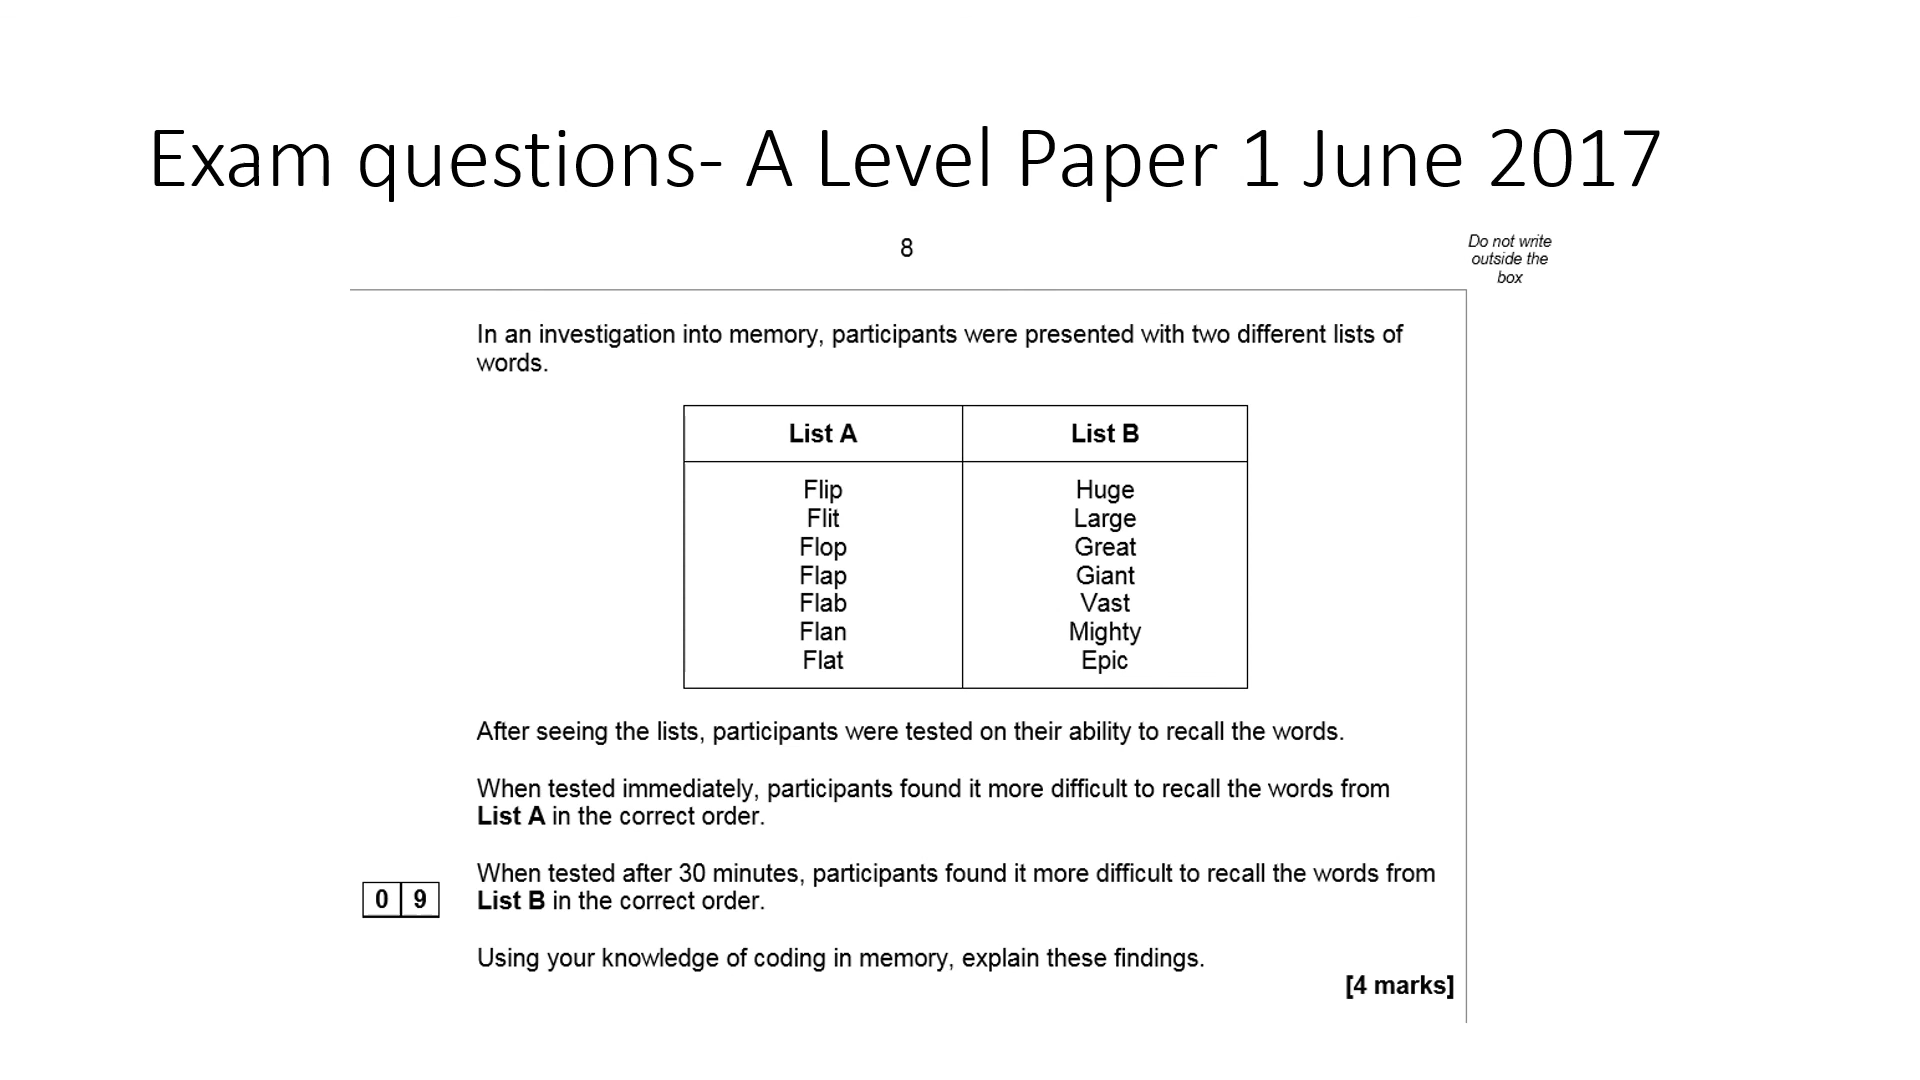 Exam questions- A Level Paper 1 June 2017
8
Do not write
outside the
box
In an investigation into memory, participants were presented with two different lists of
words.
List A List B
Flip Huge
Flit Large
Flop Great
Flap Giant
Flab Vast
Flan Mighty
Flat Epic
After seeing the lists, participants were tested on their ability to recall the words.
When tested immediately, participants found it more difficult to recall the words from
List A in the correct order.
When tested after 30 minutes, participants found it more difficult to recall the words from
0 9 List B in the correct order.
Using your knowledge of coding in memory, explain these findings.
[4 marks]